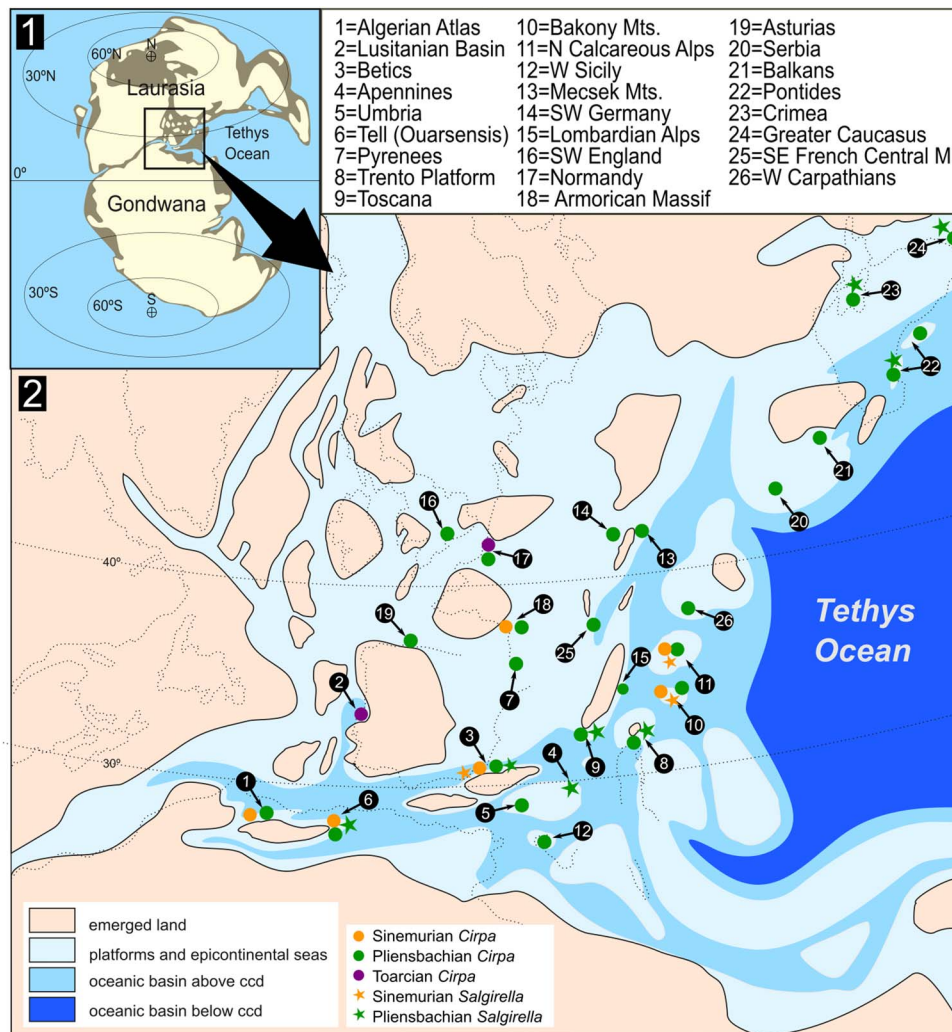 1
60ºN
N
30ºN
Laurasia
Tethys
Ocean
0º
Gondwana
30ºS
60ºS
S
1=Algerian Atlas
2=Lusitanian Basin
3=Betics
4=Apennines
5=Umbria
6=Tell (Ouarsensis)
7=Pyrenees
8=Trento Platform
9=Toscana
10=Bakony Mts.
11=N Calcareous Alps
12=W Sicily
13=Mecsek Mts.
14=SW Germany
15=Lombardian Alps
16=SW England
17=Normandy
18= Armorican Massif
19=Asturias
20=Serbia
21=Balkans
22=Pontides
23=Crimea
24=Greater Caucasus
25=SE French Central M
26=W Carpathians
2
24
23
22
21
20
16
14
13
17
40º
18
19
25
26
Tethys
Ocean
15
11
7
2
10
3
4
9
8
30º
1
6
5
12
emerged land
platforms and epicontinental seas
oceanic basin above ccd
oceanic basin below ccd
Sinemurian Cirpa
Pliensbachian Cirpa
Toarcian Cirpa
Sinemurian Salgirella
Pliensbachian Salgirella